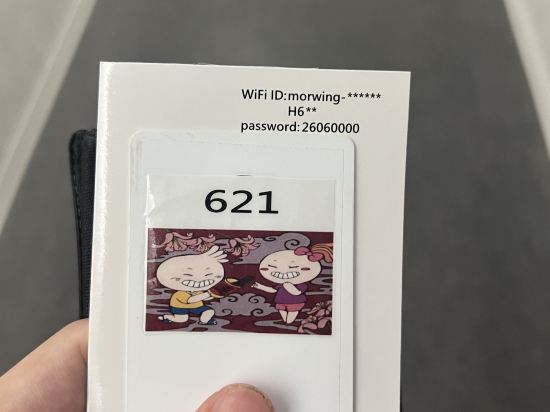 WiFi ID:morwing-******
H6**
password:26060000
621